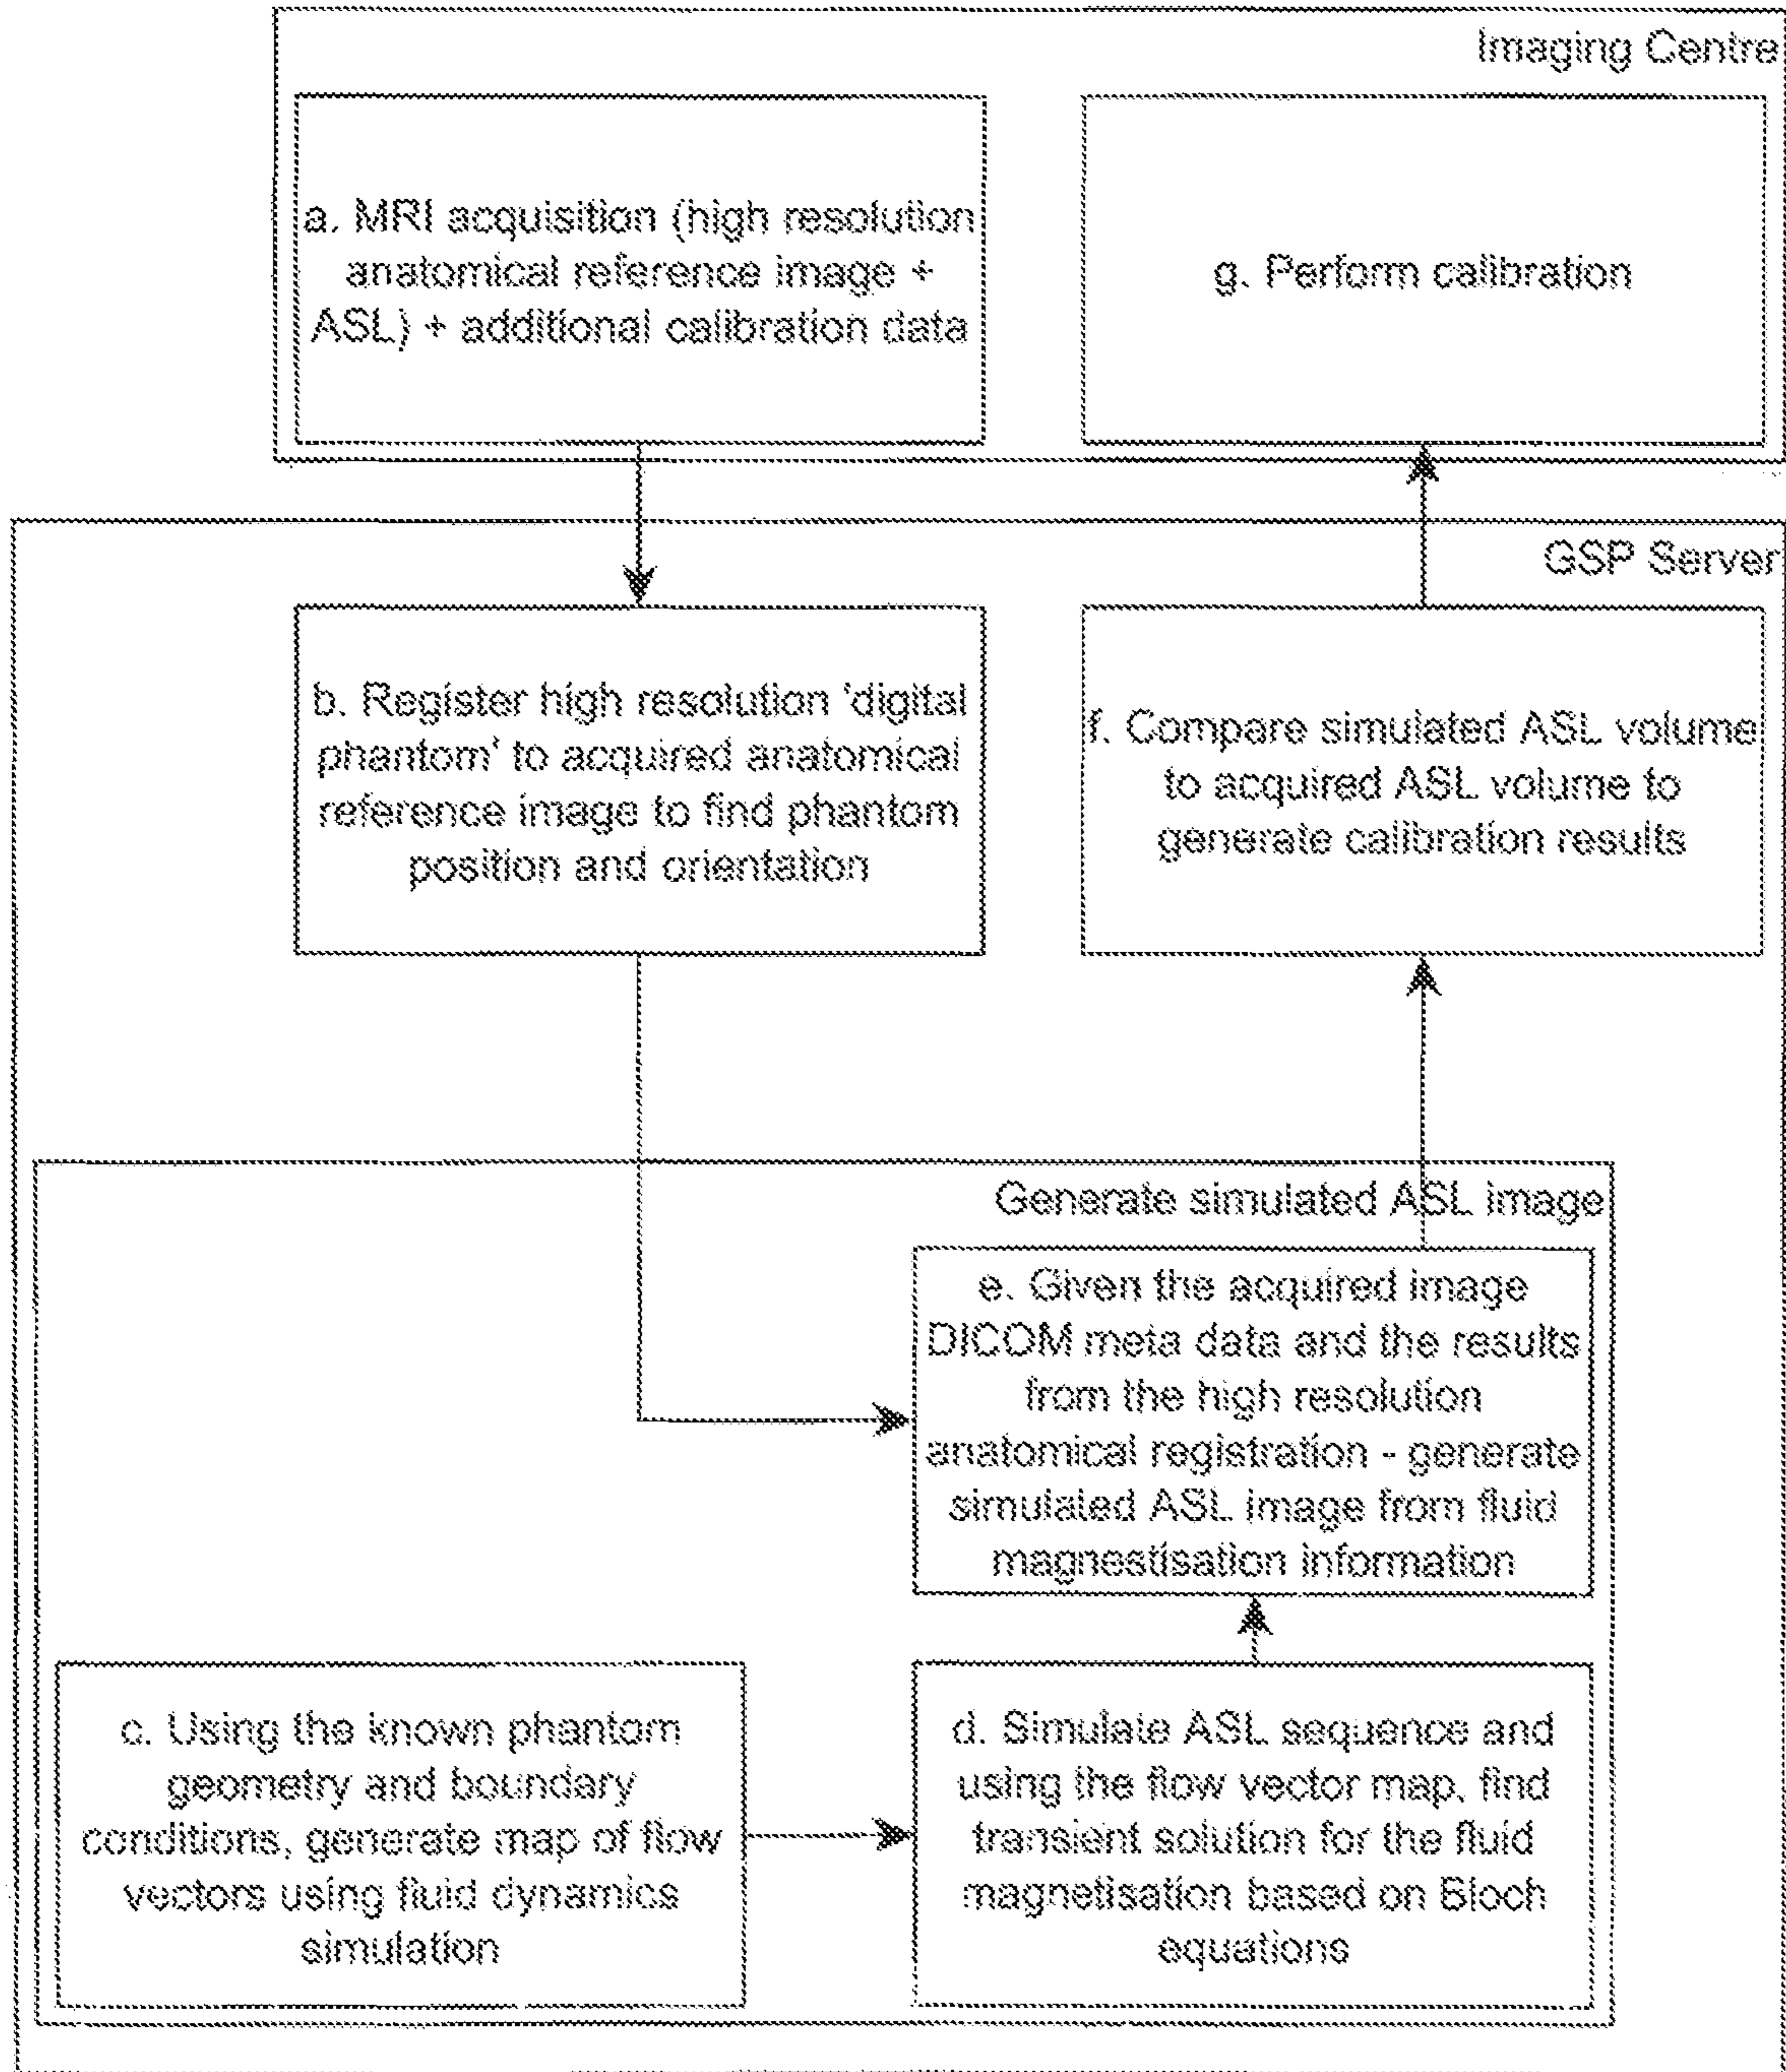 Imaging Centre
a. MRI acquisition (high resolution
anatomical reference image +
ASL) + additional calibration data
g. Perform calibration
GSP Server
b. Register high resolution 'digital
phantom' to acquired anatomical
reference image to find phantom
position and orientation
f. Compare simulated ASL volume
to acquired ASL volume to
generate calibration results
Generate simulated ASL image
e. Given the acquired image
DICOM meta data and the results
from the high resolution
anatomical registration - generate
simulated ASL image from fluid
magnestisation information
c. Using the known phantom
geometry and boundary
conditions, generate map of flow
vectors using fluid dynamics
simulation
d. Simulate ASL sequence and
using the flow vector map, find
transient solution for the fluid
magnetisation based on Bloch
equations